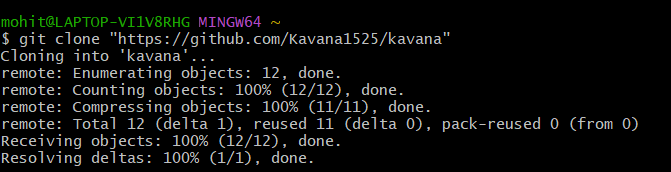 mohit@LAPTOP-VI1V8RHG MINGW64 ~
$ git clone "https://github.com/Kavana1525/kavana"
Cloning into 'kavana'...
remote: Enumerating objects: 12, done.
remote: Counting objects: 100% (12/12), done.
remote: Compressing objects: 100% (11/11), done.
remote: Total 12 (delta 1), reused 11 (delta 0), pack-reused 0 (from 0)
Receiving objects: 100% (12/12), done.
Resolving deltas: 100% (1/1), done.